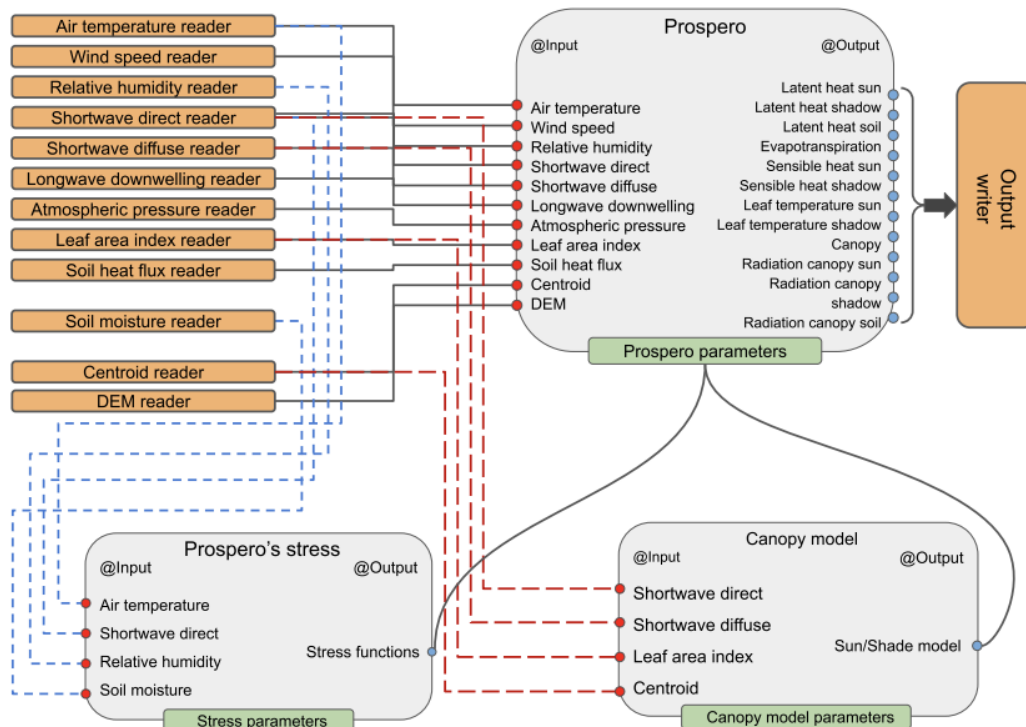 Air temperature reader
Wind speed reader
Relative humidity reader
Shortwave direct reader
Shortwave diffuse reader
Longwave downwelling reader
Atmospheric pressure reader
Leaf area index reader
Soil heat flux reader
Soil moisture reader
Centroid reader
DEM reader
Prospero
@Input
@Output
Air temperature
Wind speed
Relative humidity
Shortwave direct
Shortwave diffuse
Longwave downwelling
Atmospheric pressure
Leaf area index
Soil heat flux
Centroid
DEM
Latent heat sun
Latent heat shadow
Latent heat soil
Evapotranspiration
Sensible heat sun
Sensible heat shadow
Leaf temperature sun
Leaf temperature shadow
Canopy
Radiation canopy sun
Radiation canopy
shadow
Radiation canopy soil
Prospero parameters
Output
writer
Prospero's stress
@Input
@Output
Air temperature
Shortwave direct
Relative humidity
Soil moisture
Stress functions
Stress parameters
Canopy model
@Input
@Output
Shortwave direct
Shortwave diffuse
Leaf area index
Centroid
Sun/Shade model
Canopy model parameters